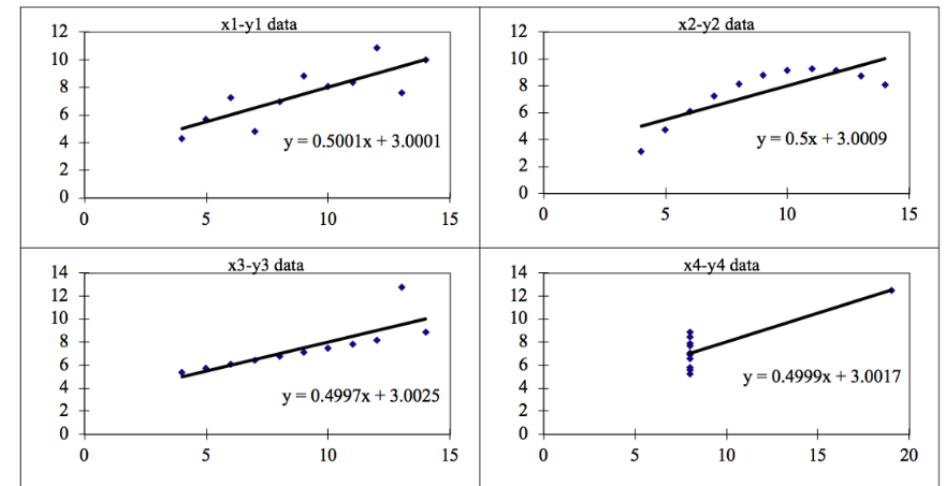 x1-y1 data
12
10
8
6
4
2
0
0 5 10 15
y = 0.5001x + 3.0001
x2-y2 data
12
10
8
6
4
2
0
0 5 10 15
y = 0.5x + 3.0009
x3-y3 data
14
12
10
8
6
4
2
0
0 5 10 15
y = 0.4997x + 3.0025
x4-y4 data
14
12
10
8
6
4
2
0
0 5 10 15 20
y = 0.4999x + 3.0017